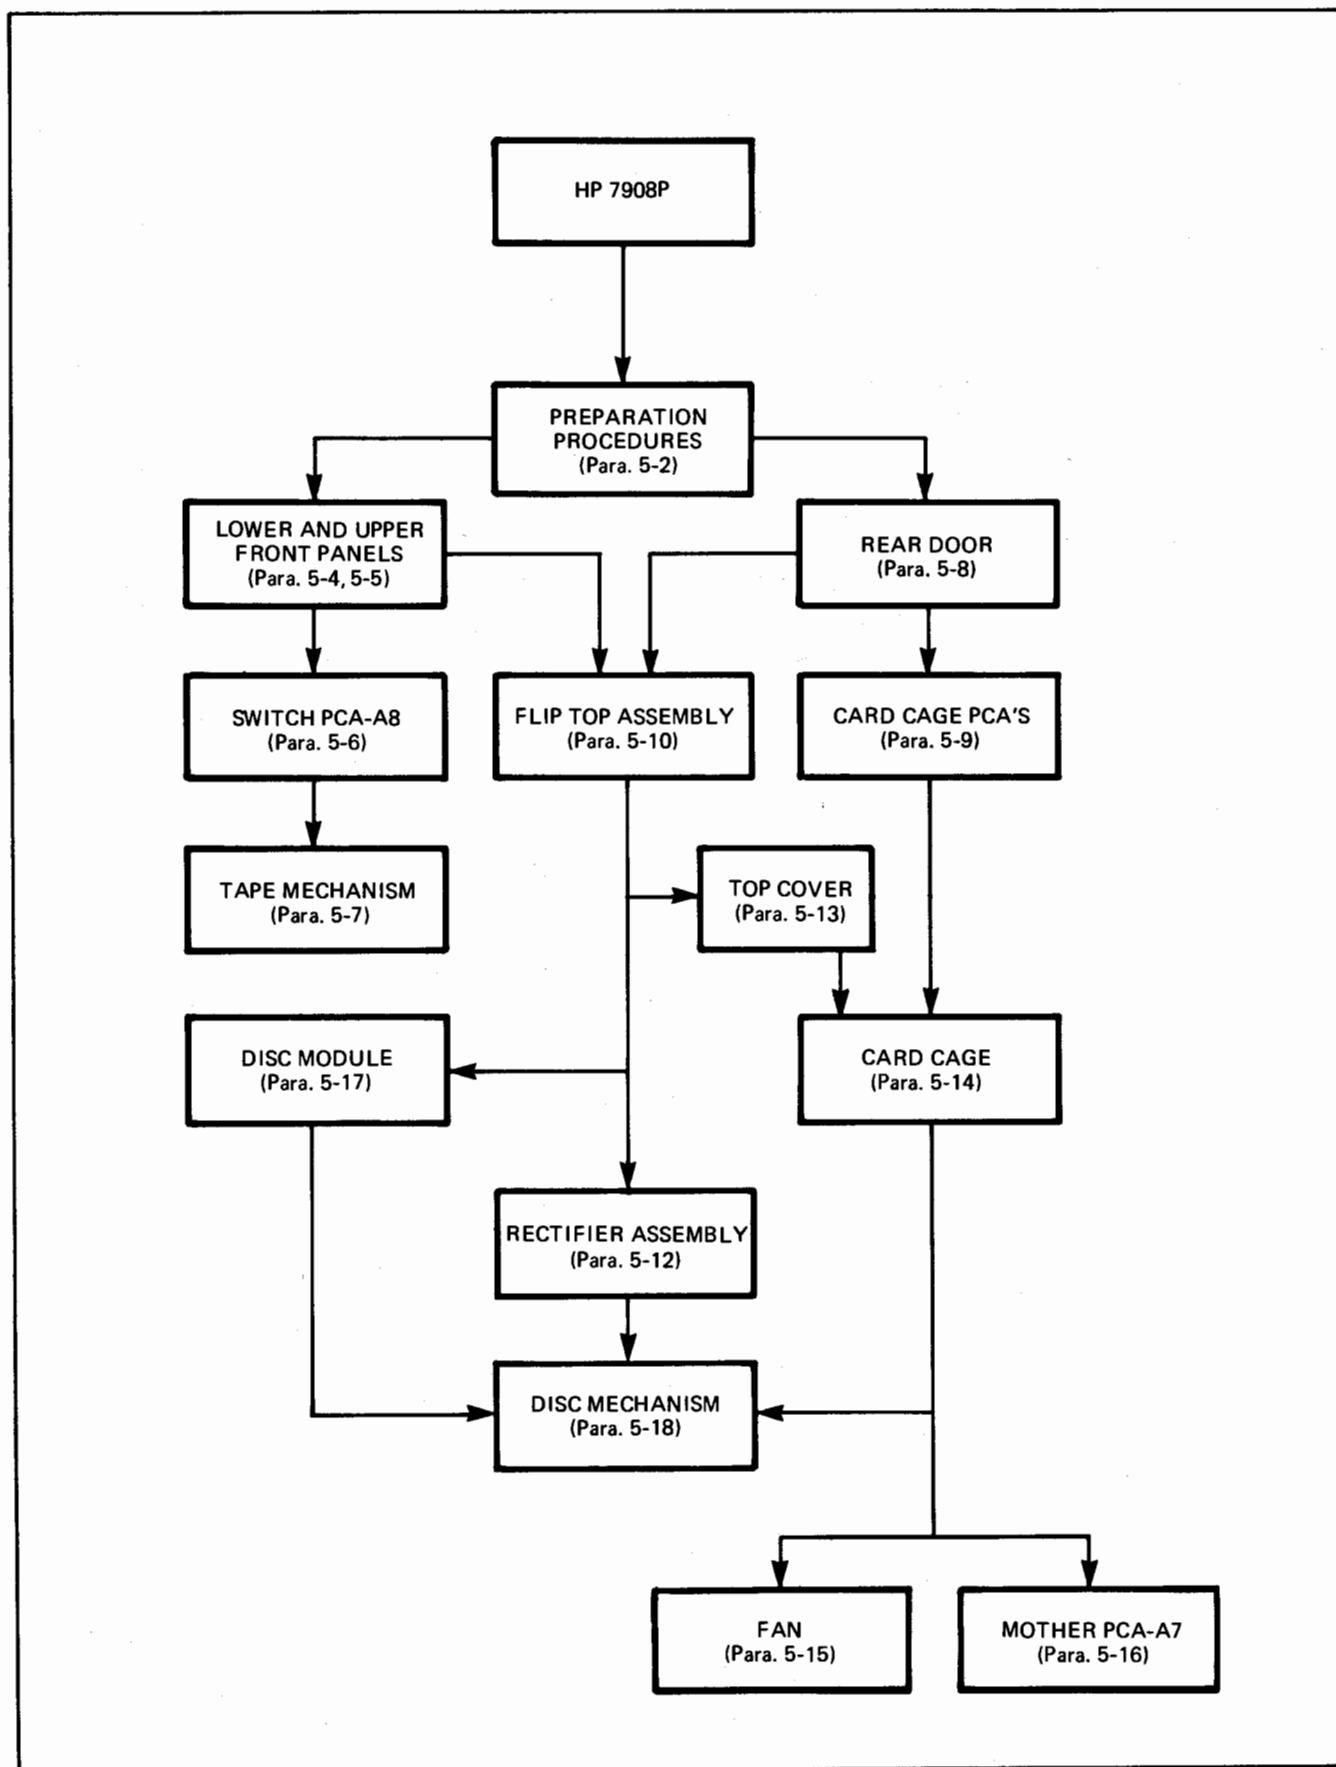 HP 7908P
PREPARATION
PROCEDURES
(Para. 5-2)
LOWER AND UPPER
FRONT PANELS
(Para. 5-4, 5-5)
REAR DOOR
(Para. 5-8)
SWITCH PCA-A8
(Para. 5-6)
FLIP TOP ASSEMBLY
(Para. 5-10)
CARD CAGE PCA'S
(Para. 5-9)
TAPE MECHANISM
(Para. 5-7)
TOP COVER
(Para. 5-13)
DISC MODULE
(Para. 5-17)
CARD CAGE
(Para. 5-14)
RECTIFIER ASSEMBLY
(Para. 5-12)
DISC MECHANISM
(Para. 5-18)
FAN
(Para. 5-15)
MOTHER PCA-A7
(Para. 5-16)